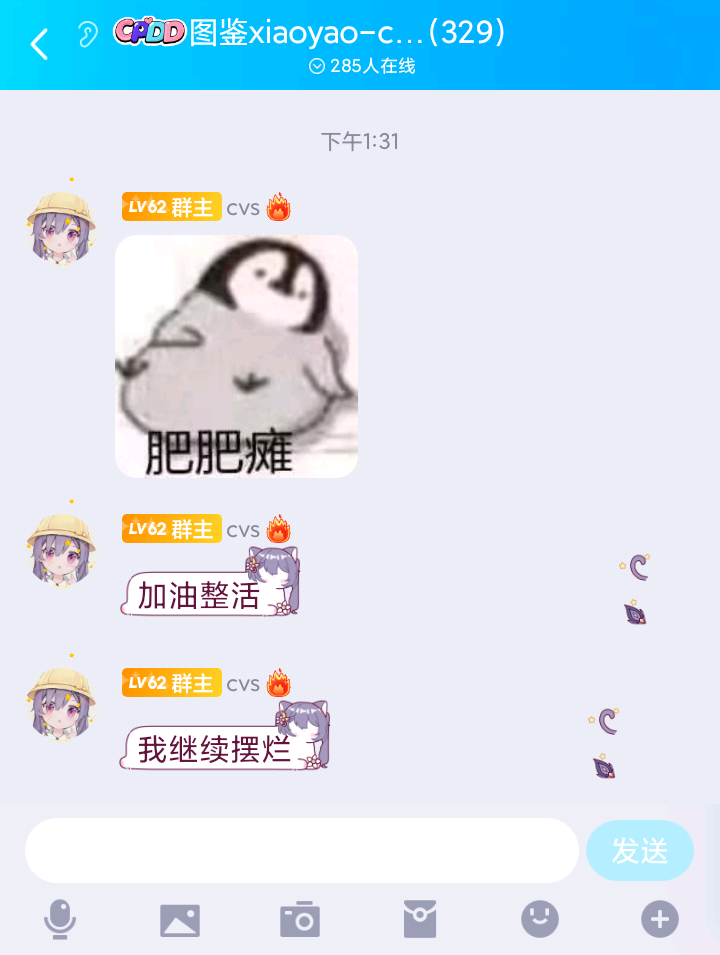 CPDD图鉴xiaoyao-c...(329)
285人在线
下午1:31
LV62 群主 cvs
肥肥瘫
LV62 群主 cvs
加油整活
LV62 群主 cvs
我继续摆烂
发送